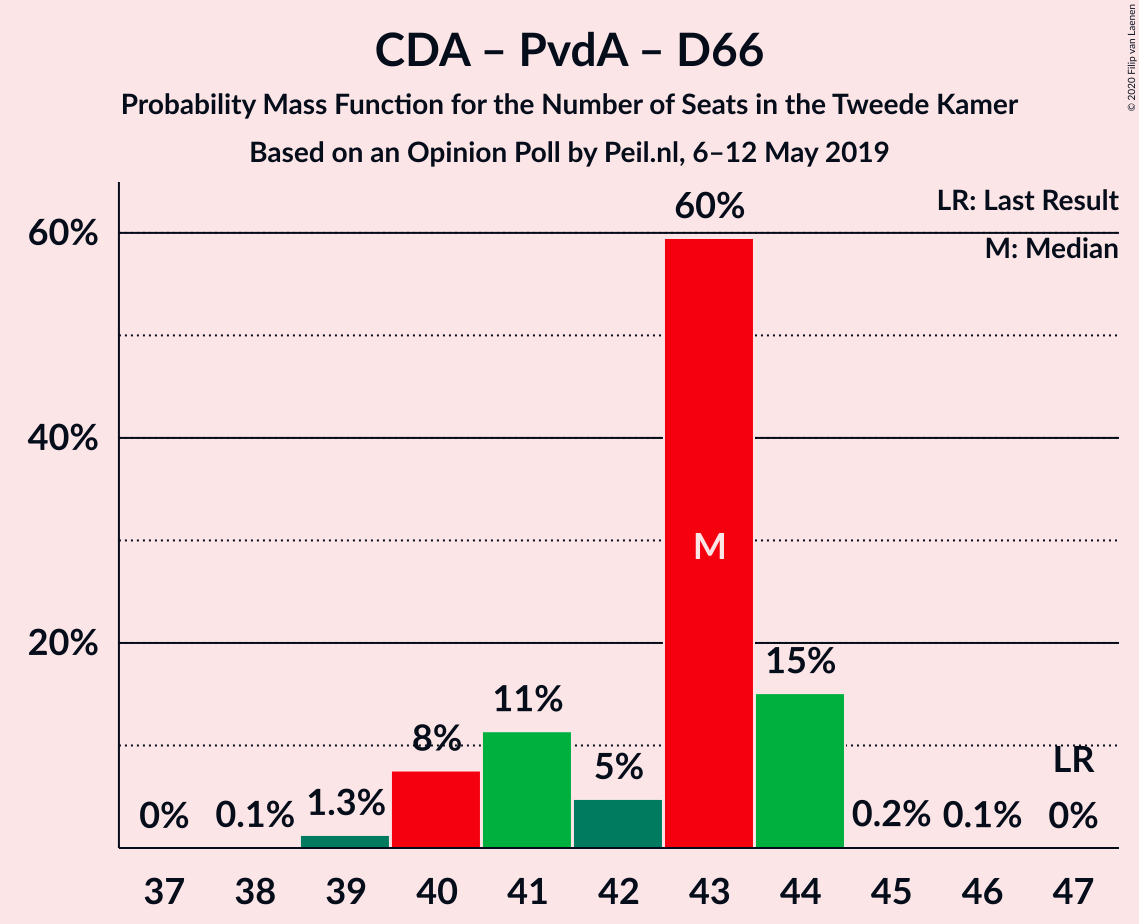 CDA – PvdA – D66
Probability Mass Function for the Number of Seats in the Tweede Kamer
Based on an Opinion Poll by Peil.nl, 6–12 May 2019
© 2020 Filip van Laenen
LR: Last Result
M: Median
60%
40%
20%
0%
0.1%
1.3%
8%
11%
5%
60%
M
15%
0.2%
0.1%
LR
0%
37 38 39 40 41 42 43 44 45 46 47